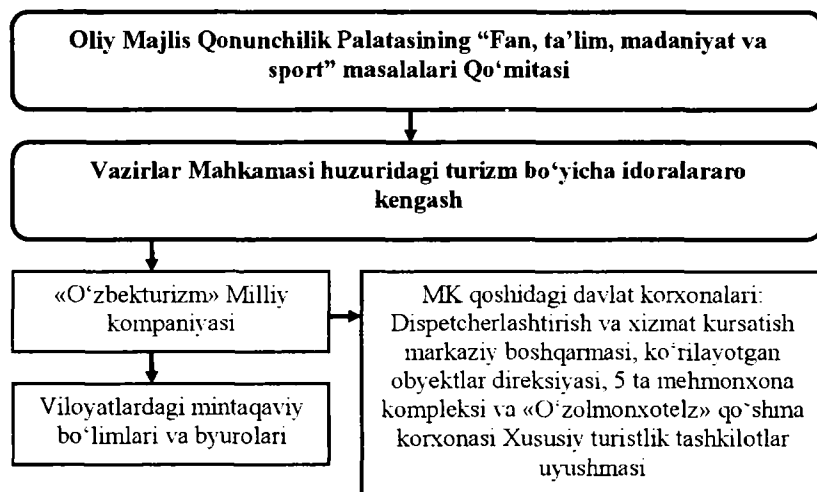 Oliy Majlis Qonunchilik Palatasining “Fan, ta’lim, madaniyat va
sport” masalalari Qo‘mitasi
Vazirlar Mahkamasi huzuridagi turizm bo‘yicha idoralararo
kengash
«O‘zbekturizm» Milliy
kompaniyasi
Viloyatlardagi mintaqaviy
bo‘limlari va byurolari
MK qoshidagi davlat korxonalari:
Dispetcherlashtirish va xizmat kursatish
markaziy boshqarmasi, ko‘rilayotgan
obyektlar direksiyasi, 5 ta mehmonxona
kompleksi va «O‘zolmonxotelz» qo‘shma
korxonasi Xususiy turistlik tashkilotlar
uyushmasi